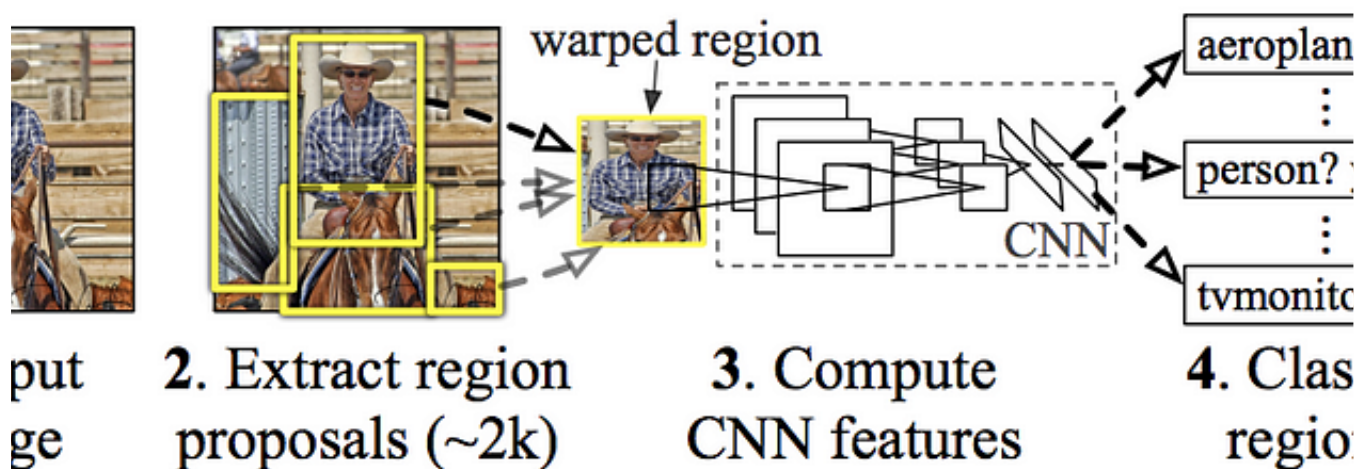 warped region
aeroplan
person?
tvmonito
CNN
put
ge
2. Extract region
proposals (~2k)
3. Compute
CNN features
4. Clas
region